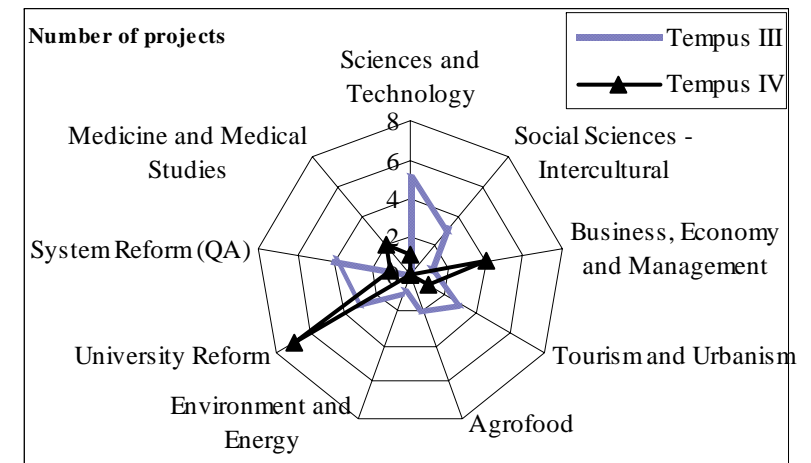 Number of projects
Tempus III
Tempus IV
Sciences and
Technology
Medicine and Medical
Studies
Social Sciences -
Intercultural
8
6
4
2
System Reform (QA)
Business, Economy
and Management
University Reform
Tourism and Urbanism
Environment and
Energy
Agrofood